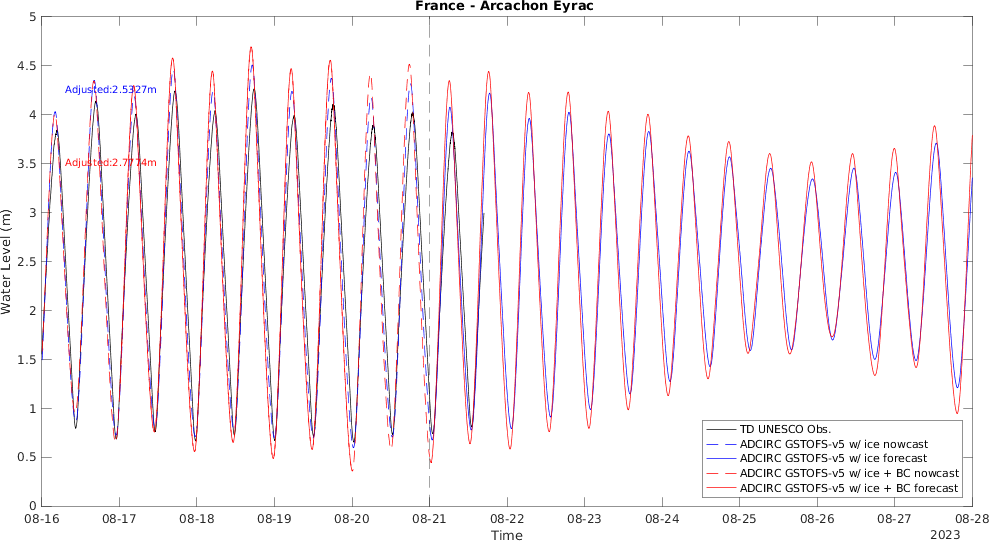 France - Arcachon Eyrac
5
4.5
4
3.5
3
2.5
2
1.5
1
0.5
0
Water Level (m)
Adjusted:2.5327m
Adjusted:2.7774m
TD UNESCO Obs.
ADCIRC GSTOFS-v5 w/ ice nowcast
ADCIRC GSTOFS-v5 w/ ice forecast
ADCIRC GSTOFS-v5 w/ ice + BC nowcast
ADCIRC GSTOFS-v5 w/ ice + BC forecast
08-16 08-17 08-18 08-19 08-20 08-21 08-22 08-23 08-24 08-25 08-26 08-27 08-28
Time
2023